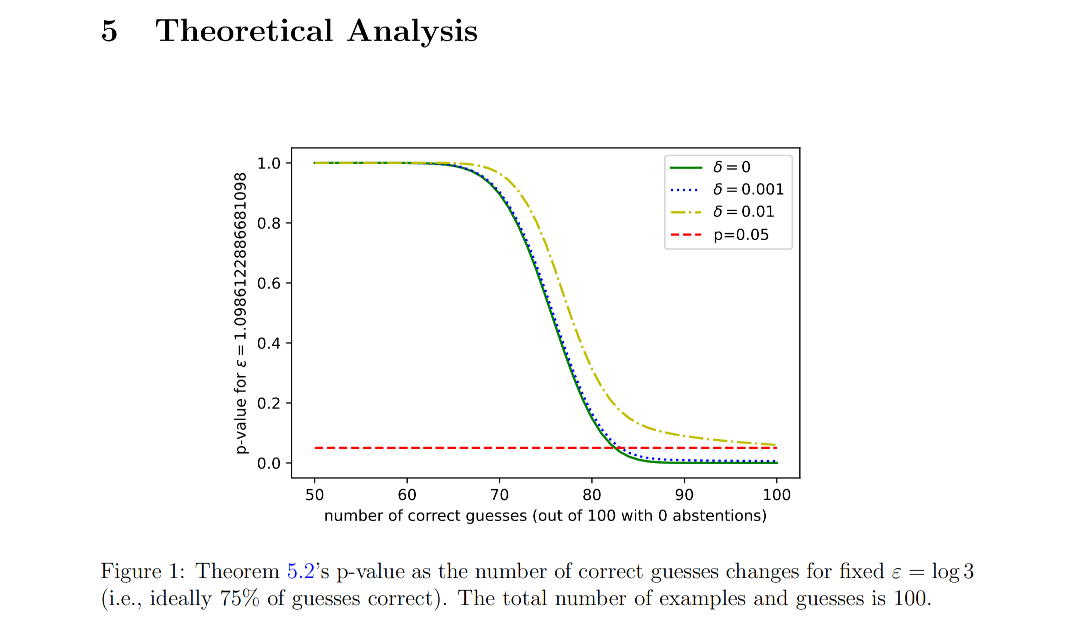 5 Theoretical Analysis
1.0
0.8
0.6
0.4
0.2
0.0
p-value for ε = 1.0986122886681098
δ = 0
δ = 0.001
δ = 0.01
p=0.05
50 60 70 80 90 100
number of correct guesses (out of 100 with 0 abstentions)
Figure 1: Theorem 5.2's p-value as the number of correct guesses changes for fixed ε = log 3
(i.e., ideally 75% of guesses correct). The total number of examples and guesses is 100.